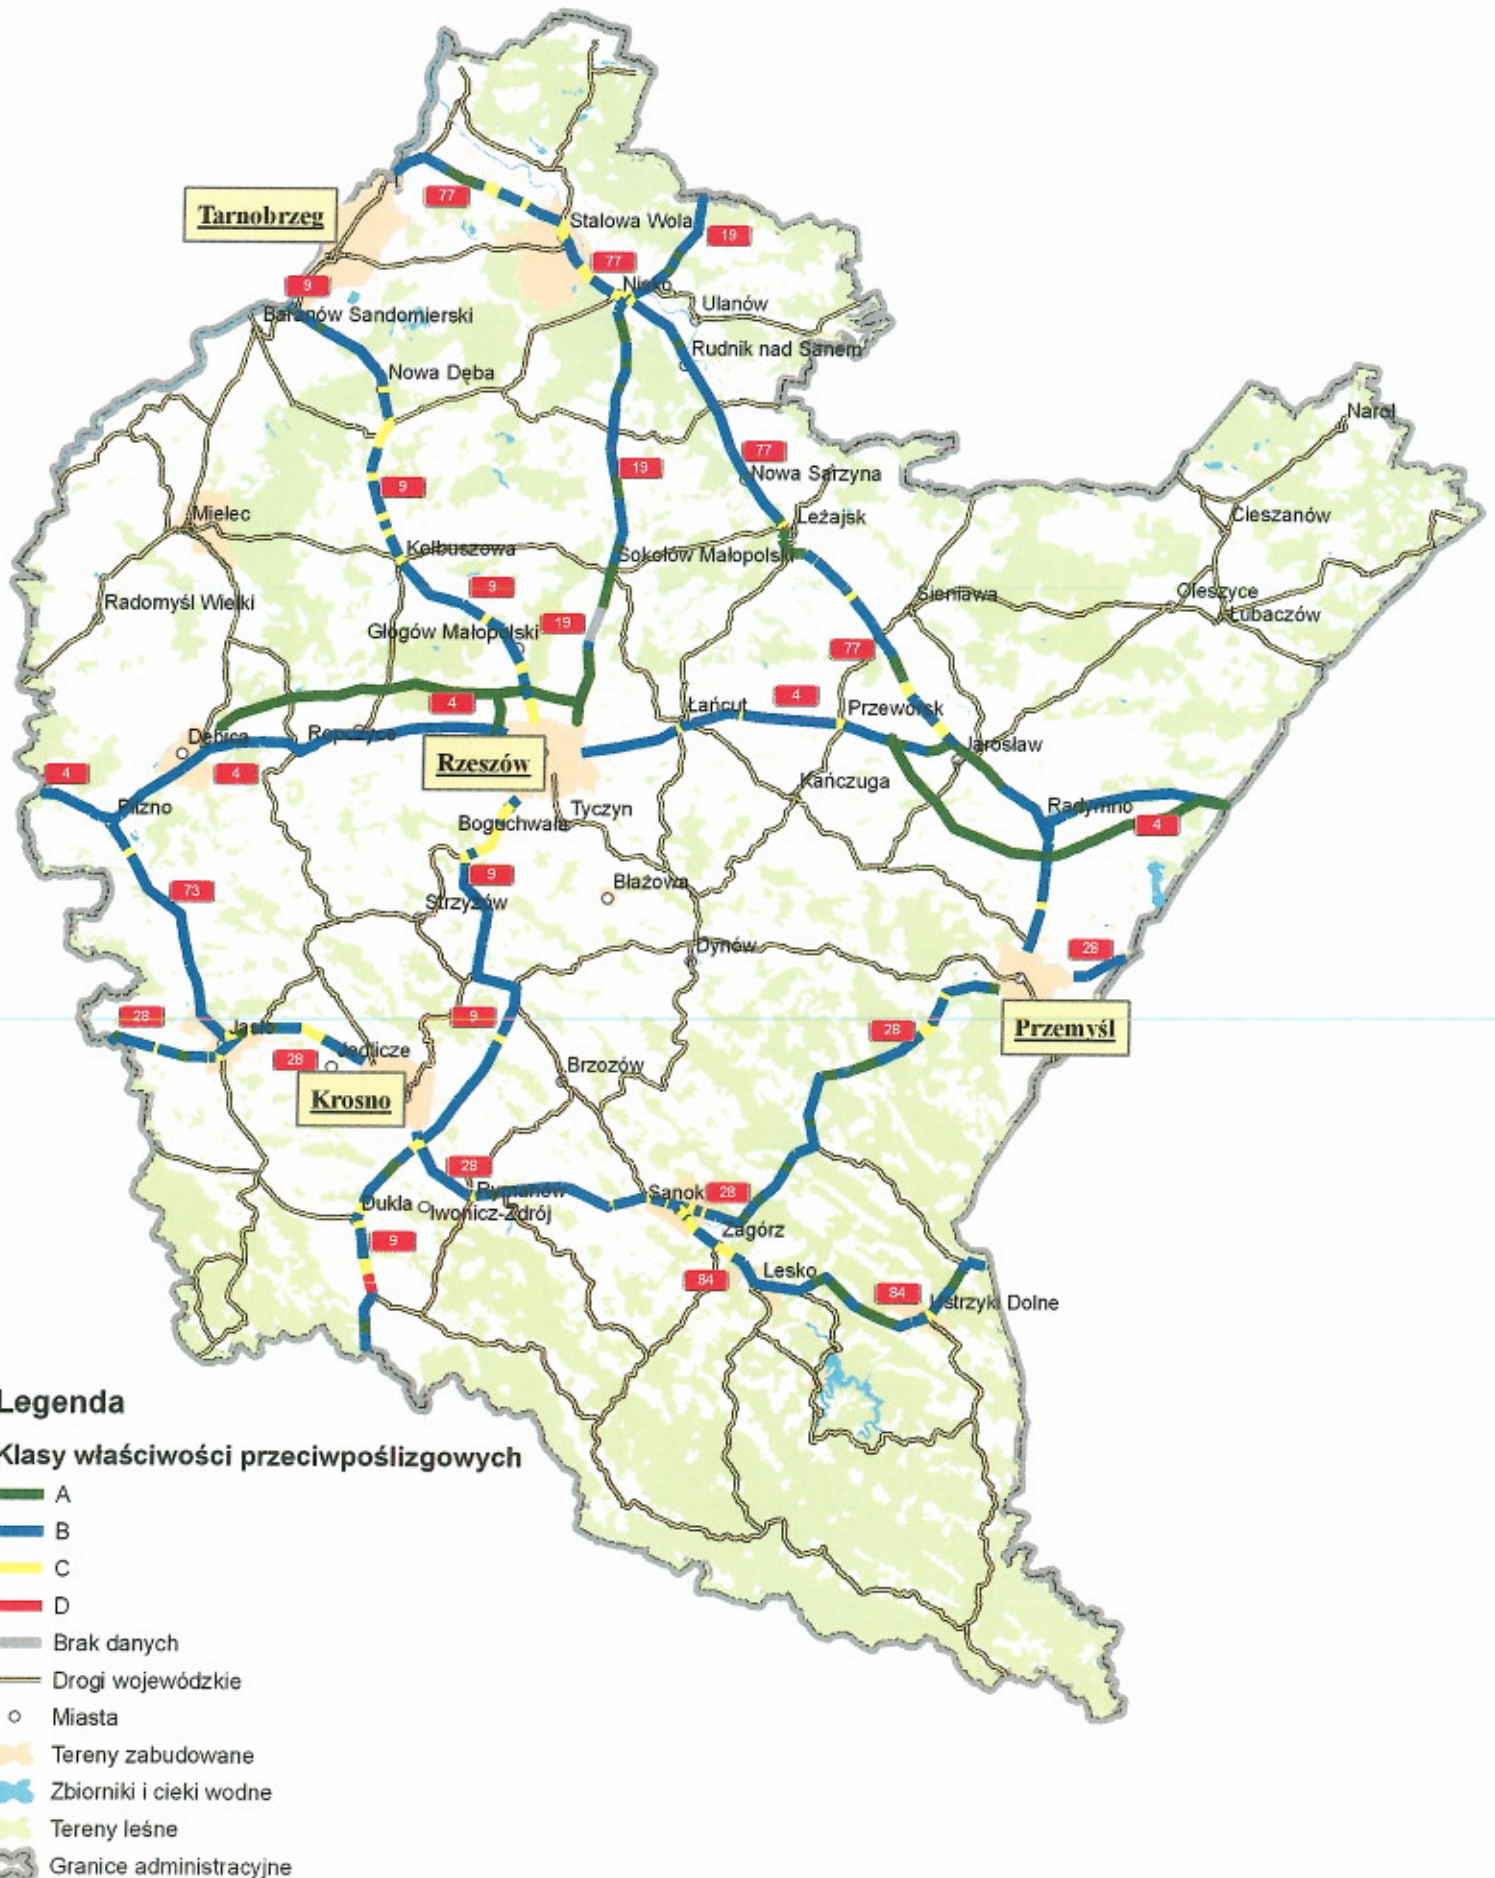 77
Tarnobrzeg
Stalowa Wola
19
77
9
Nisko
Ulanów
Baranów Sandomierski
Rudnik nad Sanem
Nowa Dęba
Narol
77
19
Nowa Sarzyna
9
Mielec
Leżajsk
Cieszanów
Kolbuszowa
Sokołów Małopolski
9
Radomyśl Wielki
Sieniawa
Oleszyce
Lubaczów
Głogów Małopolski
19
77
4
4
Łańcut
Przeworsk
Dębica
Ropczyce
Jarosław
Rzeszów
4
4
Kańczuga
Pilzno
Tyczyn
Radymno
Boguchwała
4
9
Błażowa
73
Strzyżów
Dynów
28
28
9
28
Jasło
Przemyśl
28
Jedlicze
Brzozów
Krosno
28
Rymanów
Sanok
28
Dukla
Iwonicz-Zdrój
Zagórz
9
Lesko
84
84
Ustrzyki Dolne
Legenda
Klasy właściwości przeciwpoślizgowych
A
B
C
D
Brak danych
Drogi wojewódzkie
Miasta
Tereny zabudowane
Zbiorniki i cieki wodne
Tereny leśne
Granice administracyjne